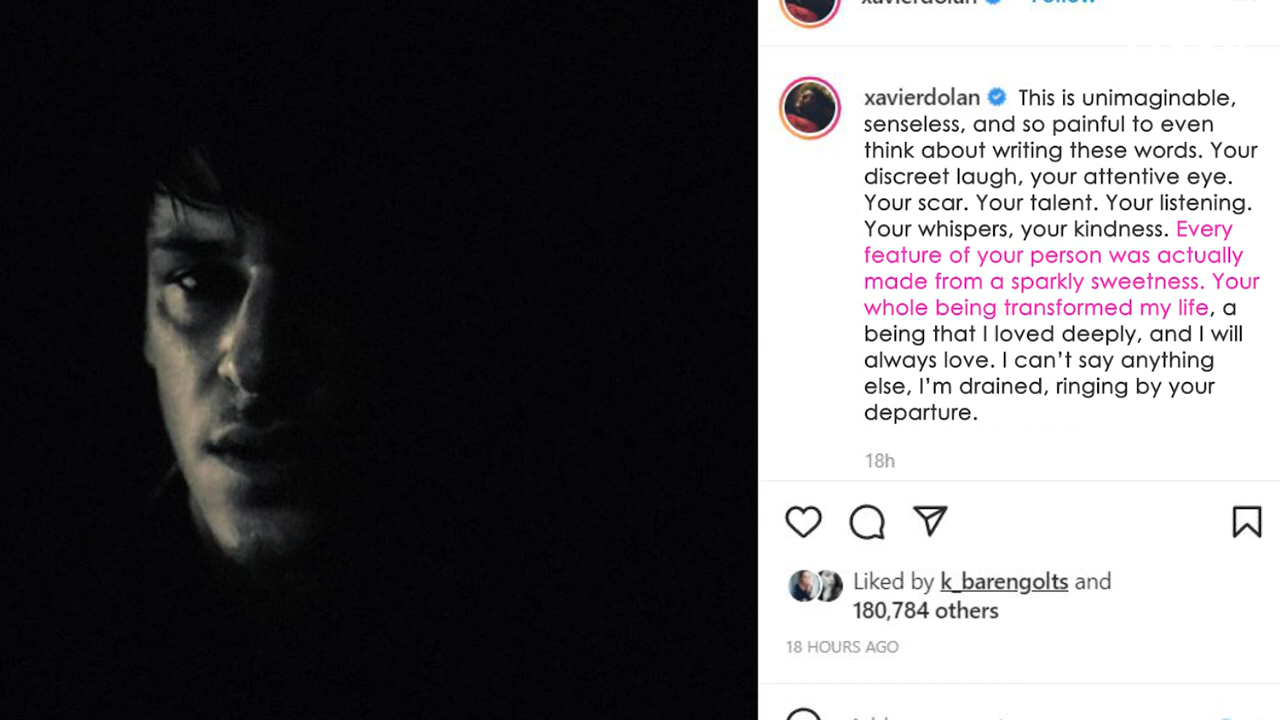 xavierdolan Follow
xavierdolan This is unimaginable,
senseless, and so painful to even
think about writing these words. Your
discreet laugh, your attentive eye.
Your scar. Your talent. Your listening.
Your whispers, your kindness. Every
feature of your person was actually
made from a sparkly sweetness. Your
whole being transformed my life, a
being that I loved deeply, and I will
always love. I can't say anything
else, I'm drained, ringing by your
departure.
18h
Liked by k_barengolts and
180,784 others
18 HOURS AGO